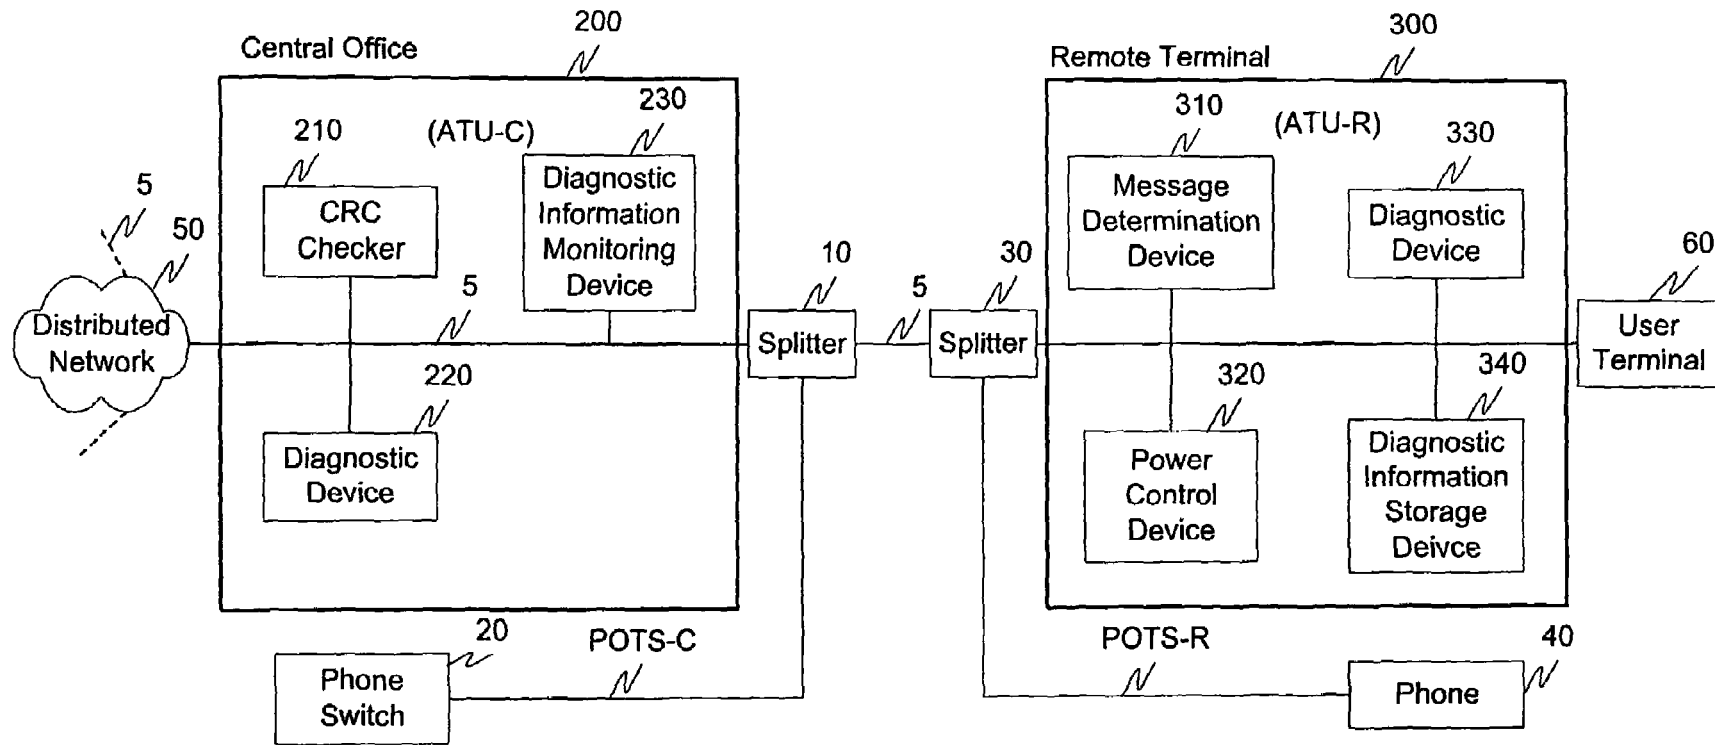 200
Central Office
300
Remote Terminal
210
(ATU-C)
230
310
(ATU-R)
330
5
50
CRC
Checker
Diagnostic
Information
Monitoring
Device
Message
Determination
Device
Diagnostic
Device
10
5
30
60
5
Distributed
Network
Splitter
Splitter
User
Terminal
220
320
340
Diagnostic
Device
Power
Control
Device
Diagnostic
Information
Storage
Deivce
20
POTS-C
POTS-R
40
Phone
Switch
Phone